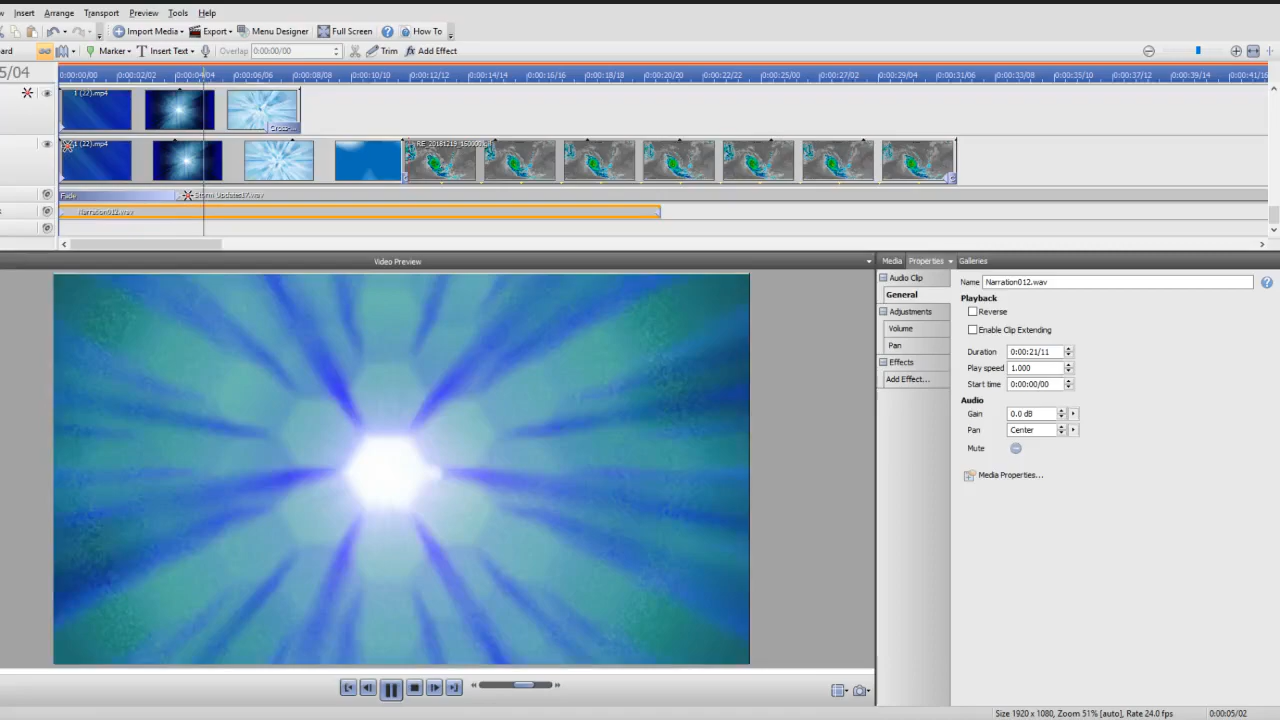 Insert Arrange Transport Preview Tools Help
Import Media Export Menu Designer Full Screen How To
Marker Insert Text Overlap 0:00:00/00 Trim fx Add Effect
5/04 0:00:00/00 0:00:02/02 0:00:04/04 0:00:06/06 0:00:08/08 0:00:10/10 0:00:12/12 0:00:14/14 0:00:16/16 0:00:18/18 0:00:20/20 0:00:22/22 0:00:25/00 0:00:27/02 0:00:29/04 0:00:31/06 0:00:33/08 0:00:35/10 0:00:37/12 0:00:39/14 0:00:41/16
1 (22).mp4
Cross-...
1 (22).mp4
Fade Storm Updates17.wav
Narration012.wav
Video Preview
Media Properties Galleries
Audio Clip
General
Adjustments
Volume
Pan
Effects
Add Effect...
Name Narration012.wav
Playback
Reverse
Enable Clip Extending
Duration 0:00:21/11
Play speed 1.000
Start time 0:00:00/00
Audio
Gain 0.0 dB
Pan Center
Mute
Media Properties...
Size 1920 x 1080, Zoom 51% [auto], Rate 24.0 fps 0:00:05/02